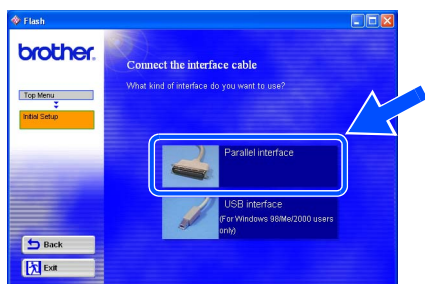 Flash
brother.
Connect the interface cable
What kind of interface do you want to use?
Top Menu
Initial Setup
Parallel interface
USB interface
(For Windows 98/Me/2000 users
only)
Back
Exit